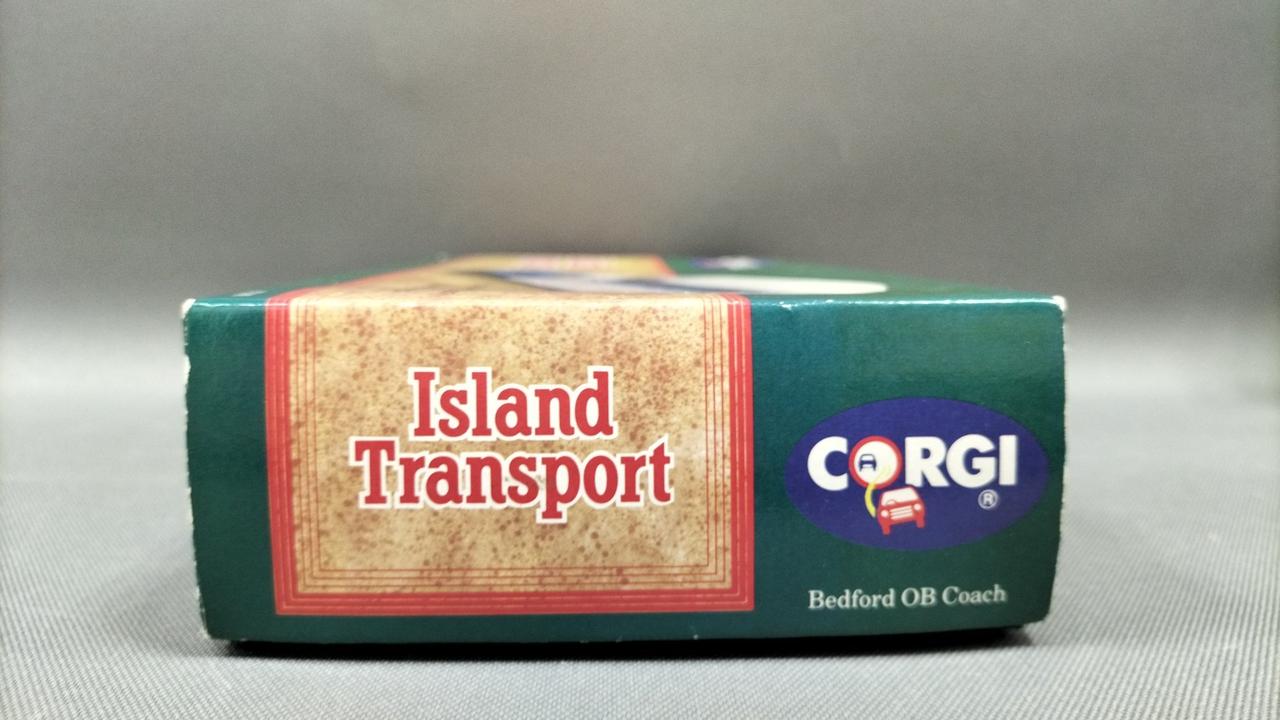 Island
Transport
CORGI
®
Bedford OB Coach